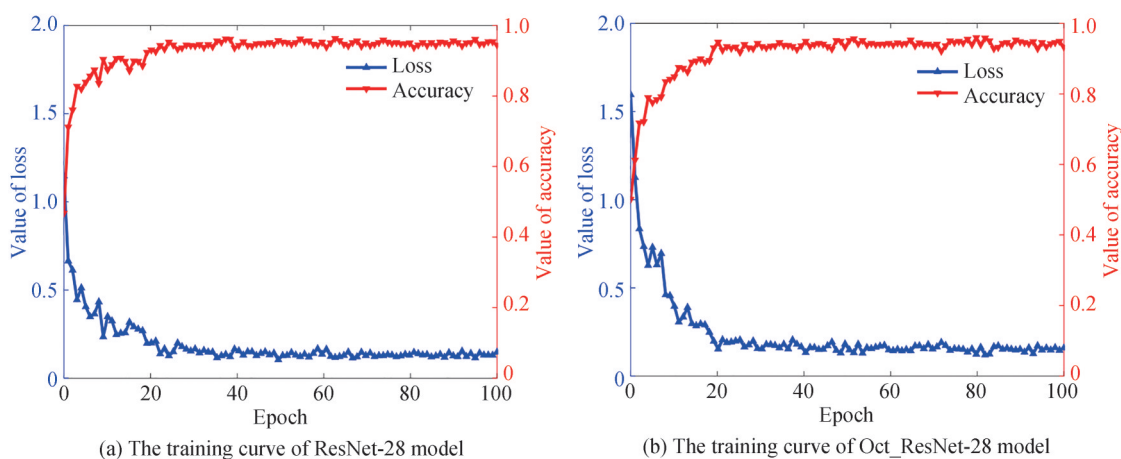 2.0
1.5
1.0
0.5
0
Value of loss
1.0
0.8
0.6
0.4
0.2
0
Value of accuracy
Loss
Accuracy
0 20 40 60 80 100
Epoch
(a) The training curve of ResNet-28 model
2.0
1.5
1.0
0.5
0
Value of loss
1.0
0.8
0.6
0.4
0.2
0
Value of accuracy
Loss
Accuracy
0 20 40 60 80 100
Epoch
(b) The training curve of Oct_ResNet-28 model